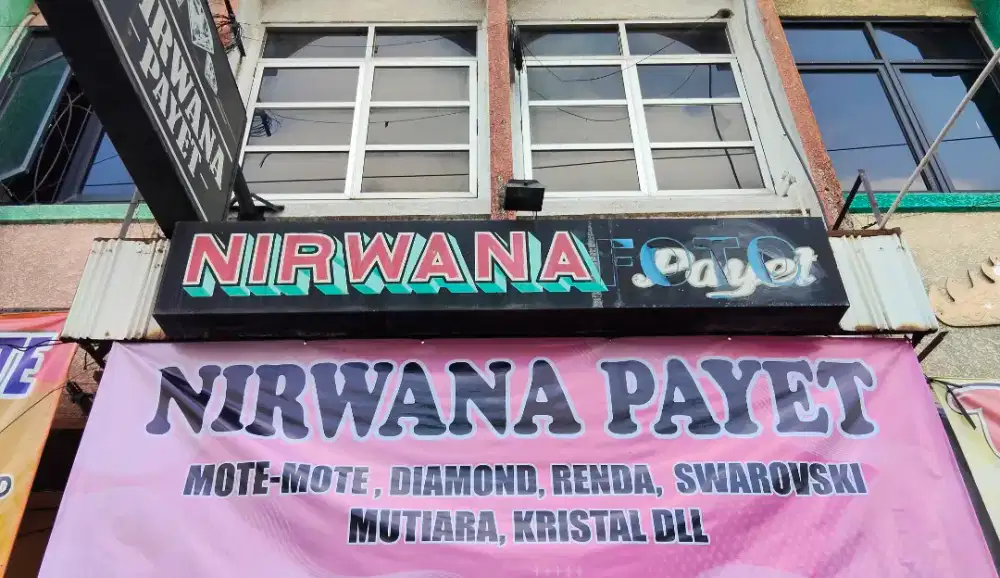 NIRWANA
PAYET
NIRWANA FOTO Payet
NIRWANA PAYET
MOTE-MOTE, DIAMOND, RENDA, SWAROVSKI
MUTIARA, KRISTAL DLL